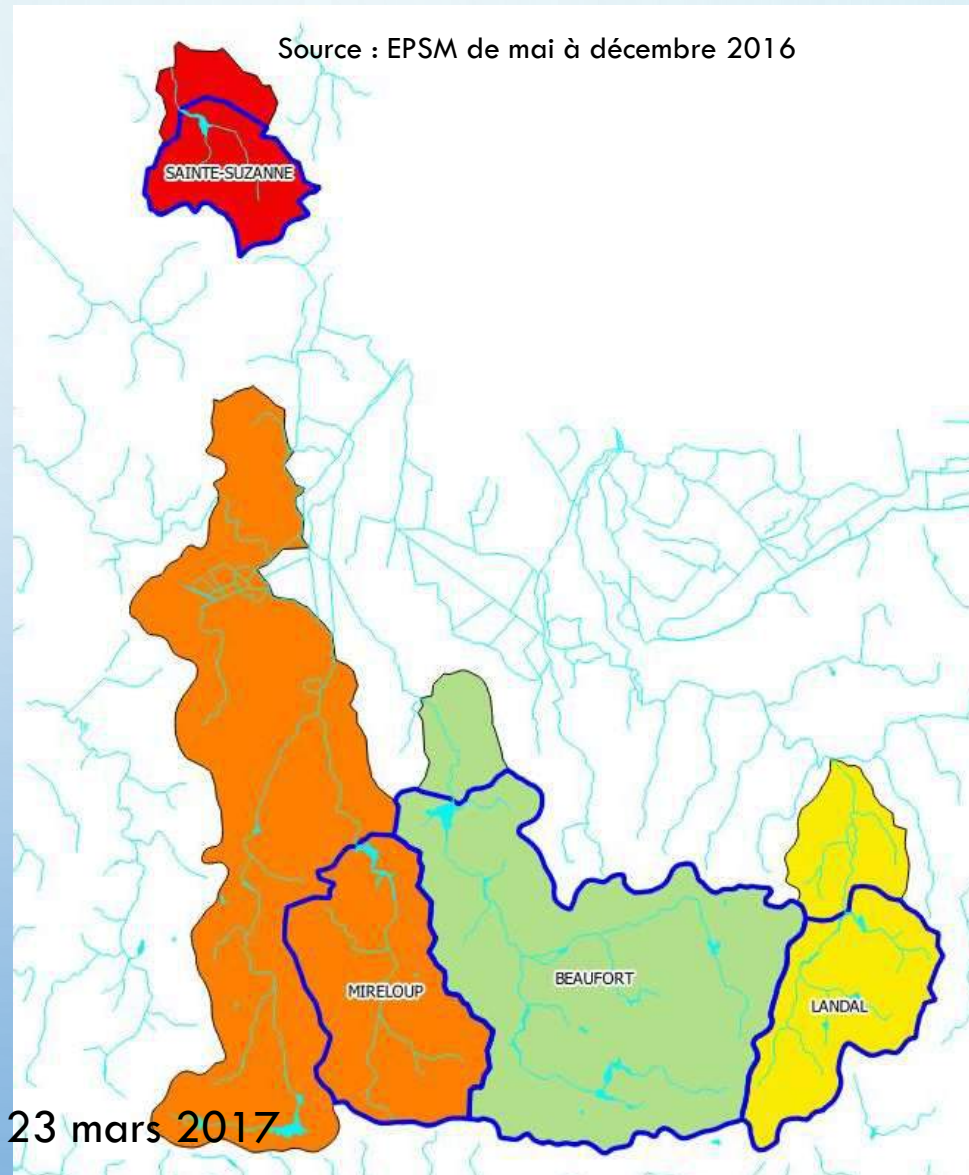 Source : EPSM de mai à décembre 2016
SAINTE-SUZANNE
BEAUFORT
MIRELOUP
LANDAL
23 mars 2017